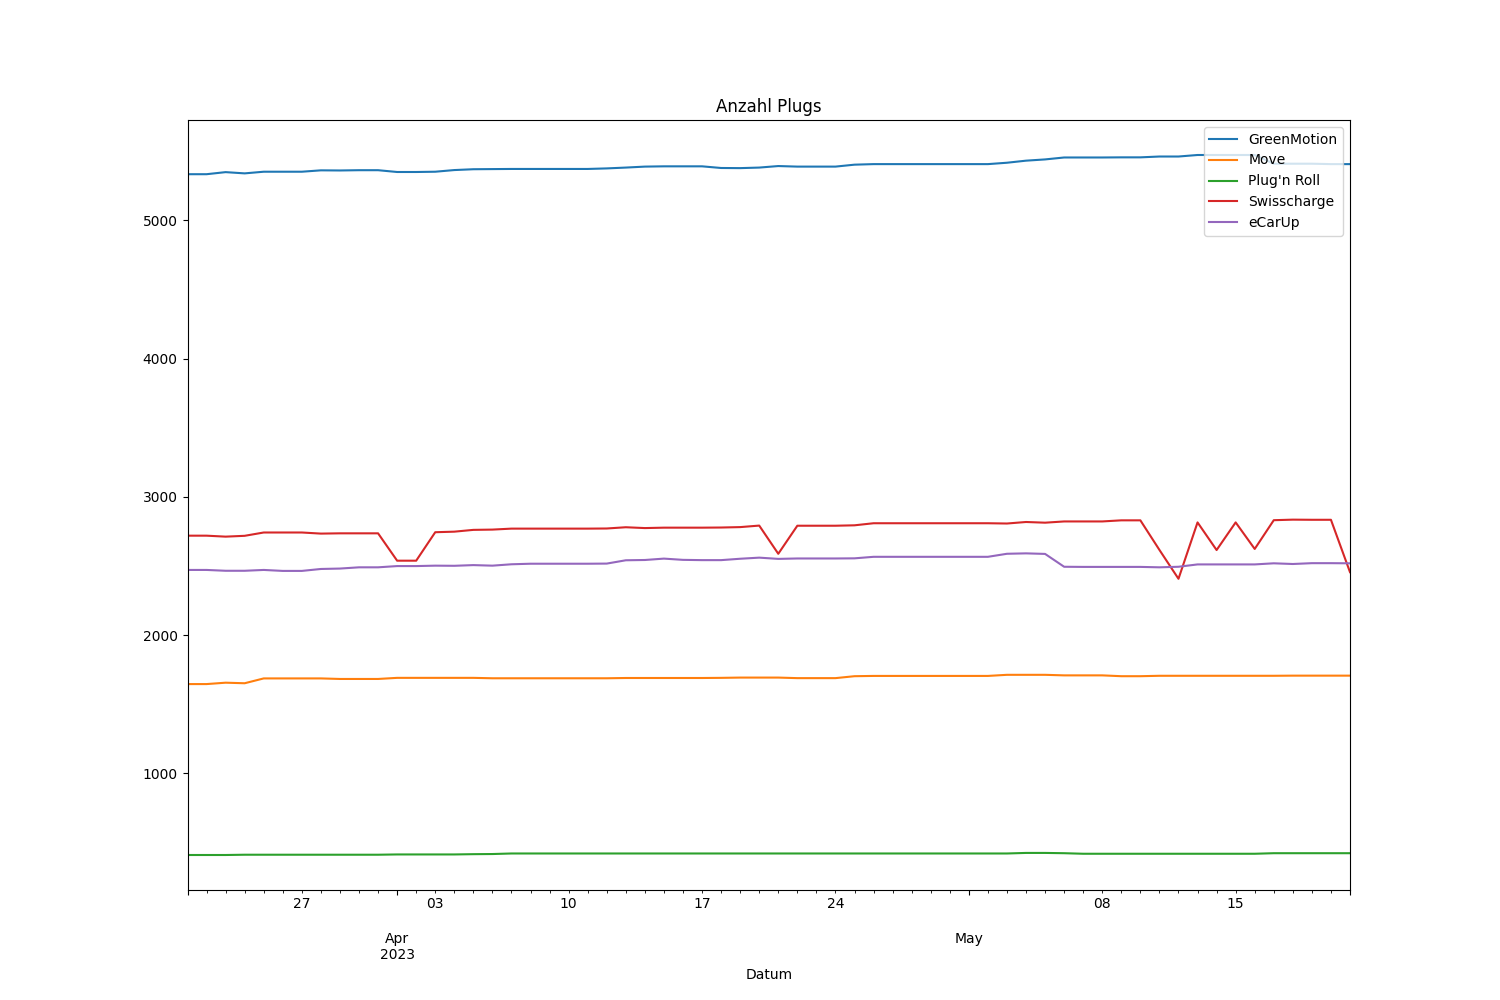 Anzahl Plugs
GreenMotion
Move
Plug'n Roll
Swisscharge
eCarUp
5000
4000
3000
2000
1000
27 03 10 17 24 08 15
Apr May
2023
Datum